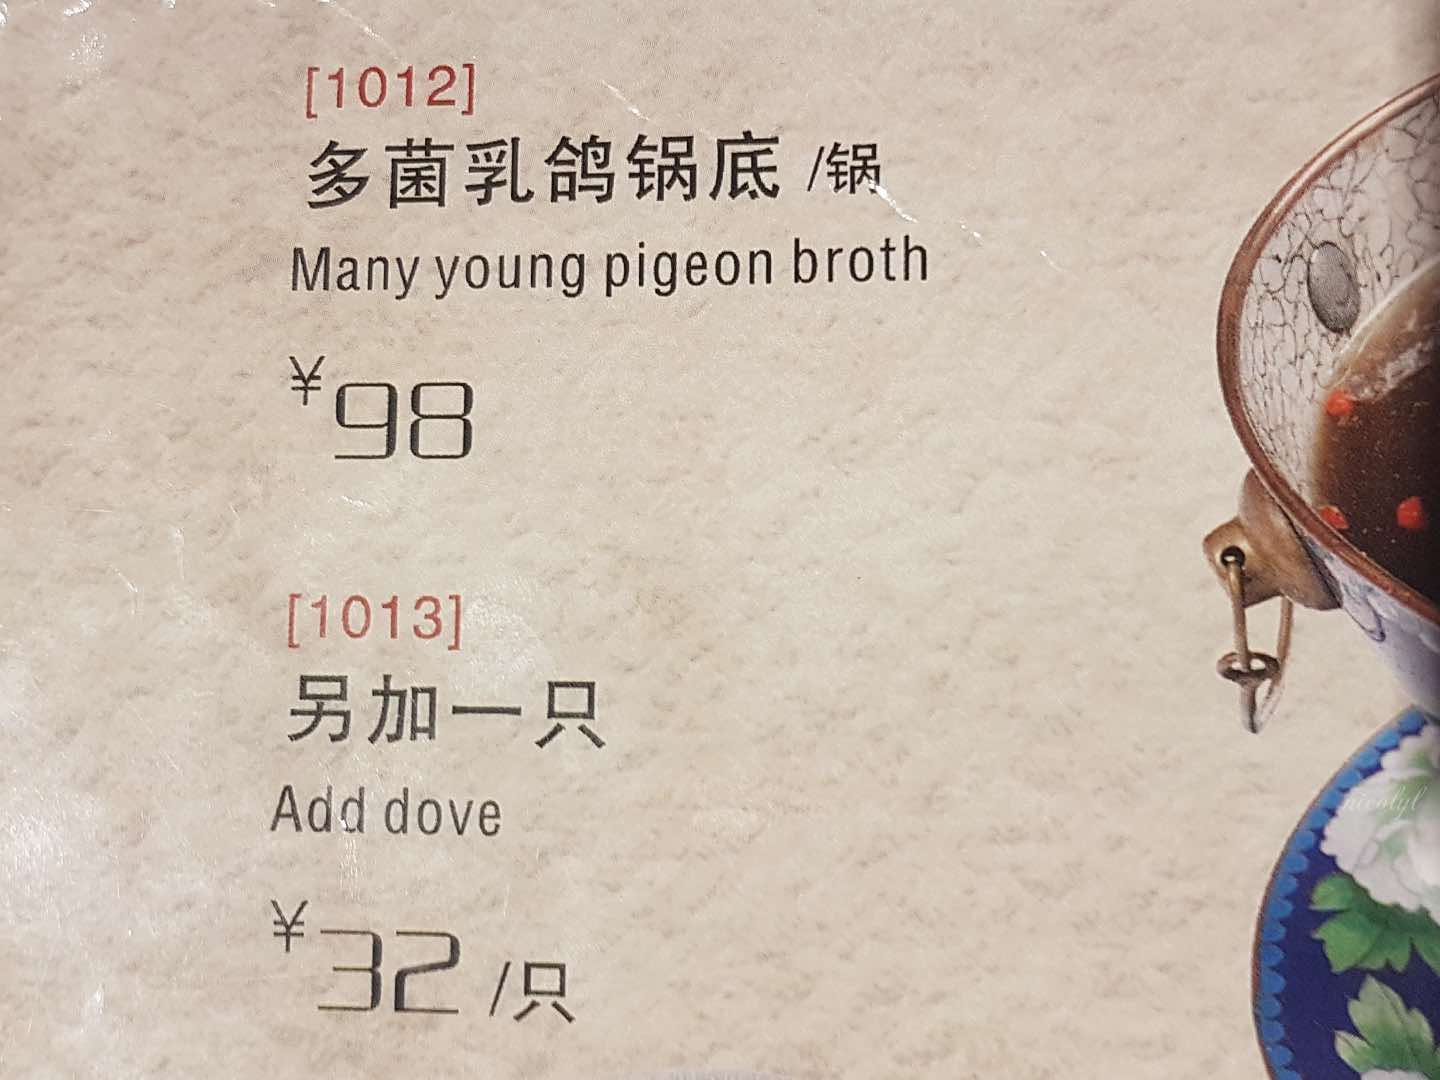 [1012]
多菌乳鸽锅底 /锅
Many young pigeon broth
¥98
[1013]
另加一只
Add dove
¥32 /只
nicolyl